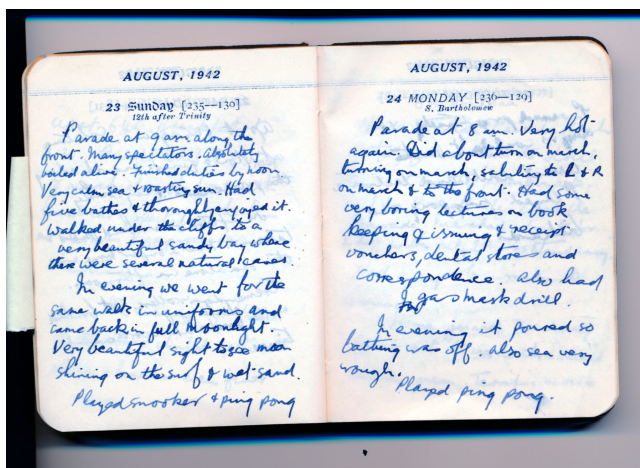 AUGUST, 1942
23 Sunday [235—130]
12th after Trinity
Parade at 9am along the
front. Many spectators. Absolutely
boiled alive. Finished duties by noon.
Very calm sea & roasting sun. Had
five bathes & thoroughly enjoyed it.
Walked under the cliffs to a
very beautiful sandy bay where
there were several natural caves.
In evening we went for the
same walk in uniforms and
came back in full moonlight.
Very beautiful sight to see moon
shining on the surf & wet sand.
Played snooker & ping pong
AUGUST, 1942
24 MONDAY [236—129]
S. Bartholomew
Parade at 8 am. Very hot
again. Did about turn on march,
turning on march, saluting to L & R
on march & to the front. Had some
very boring lectures on book
keeping & issuing & receipt
vouchers, dental stores and
correspondence. Also had
gas mask drill.
In evening it poured so
bathing was off. Also sea very
rough.
Played ping pong.